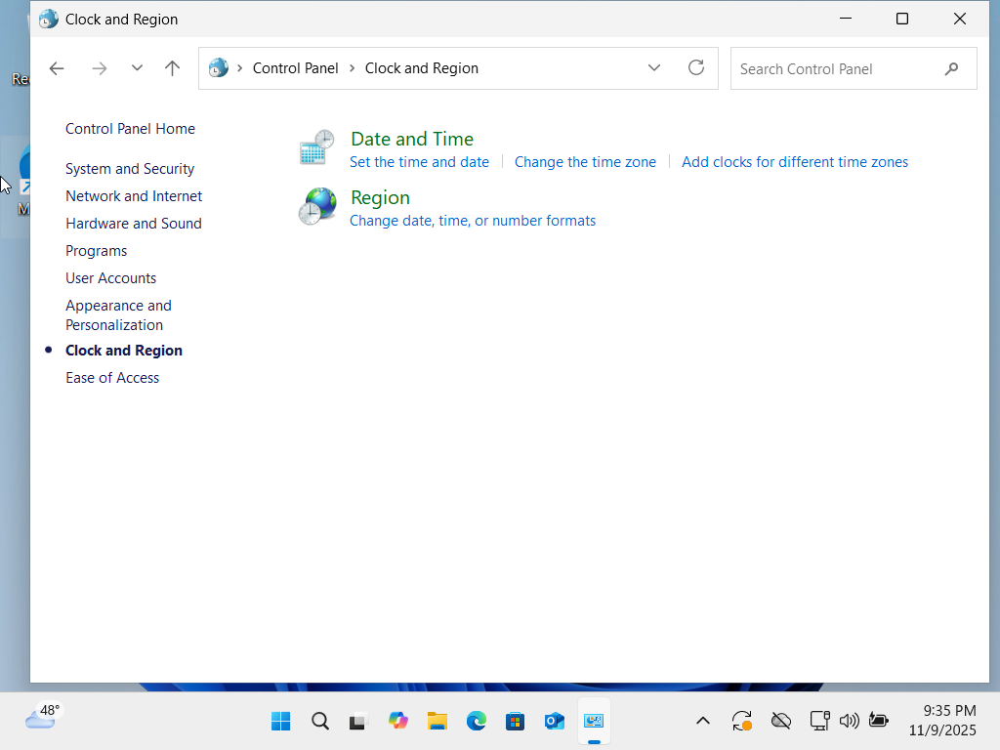 Clock and Region
Control Panel
Clock and Region
Search Control Panel
Control Panel Home
System and Security
Network and Internet
Hardware and Sound
Programs
User Accounts
Appearance and
Personalization
Clock and Region
Ease of Access
Date and Time
Set the time and date
Change the time zone
Add clocks for different time zones
Region
Change date, time, or number formats
48°
9:35 PM
11/9/2025